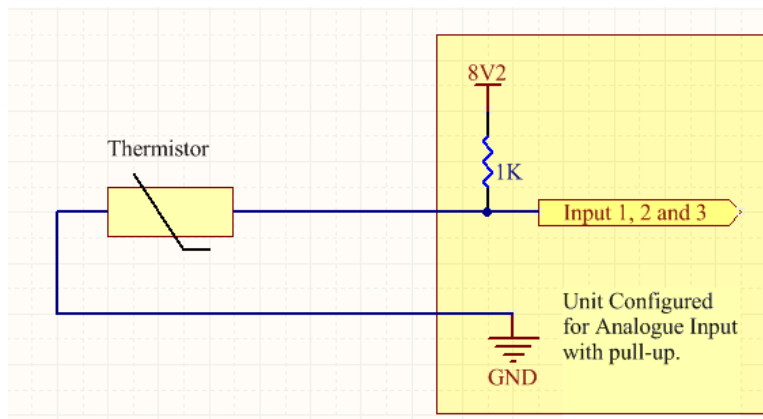 8V2
Thermistor
1K
Input 1, 2 and 3
Unit Configured
for Analogue Input
with pull-up.
GND